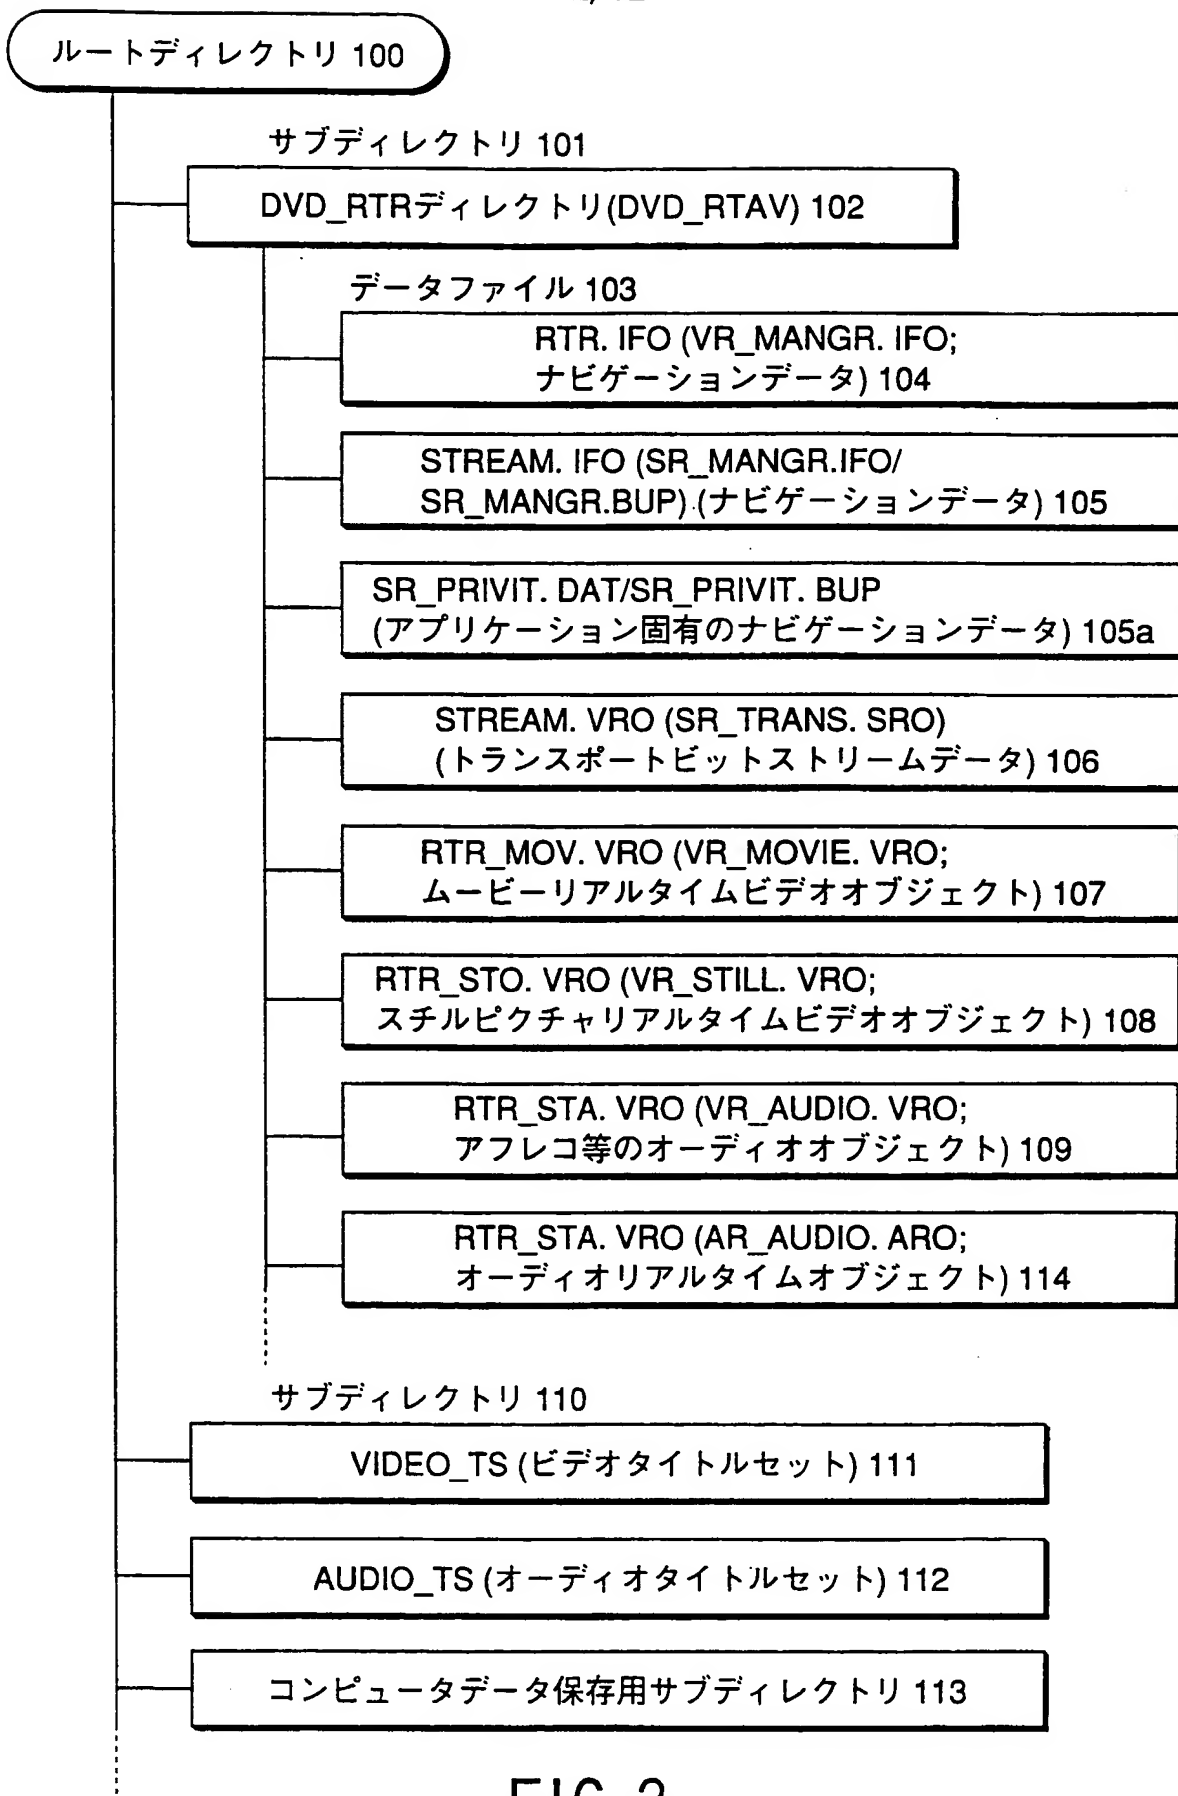 ルートディレクトリ 100
サブディレクトリ 101
DVD_RTRディレクトリ(DVD_RTAV) 102
データファイル 103
RTR. IFO (VR_MANGR. IFO;
ナビゲーションデータ) 104
STREAM. IFO (SR_MANGR.IFO/
SR_MANGR.BUP) (ナビゲーションデータ) 105
SR_PRIVIT. DAT/SR_PRIVIT. BUP
(アプリケーション固有のナビゲーションデータ) 105a
STREAM. VRO (SR_TRANS. SRO)
(トランスポートビットストリームデータ) 106
RTR_MOV. VRO (VR_MOVIE. VRO;
ムービーリアルタイムビデオオブジェクト) 107
RTR_STO. VRO (VR_STILL. VRO;
スチルピクチャリアルタイムビデオオブジェクト) 108
RTR_STA. VRO (VR_AUDIO. VRO;
アフレコ等のオーディオオブジェクト) 109
RTR_STA. VRO (AR_AUDIO. ARO;
オーディオリアルタイムオブジェクト) 114
サブディレクトリ 110
VIDEO_TS (ビデオタイトルセット) 111
AUDIO_TS (オーディオタイトルセット) 112
コンピュータデータ保存用サブディレクトリ 113